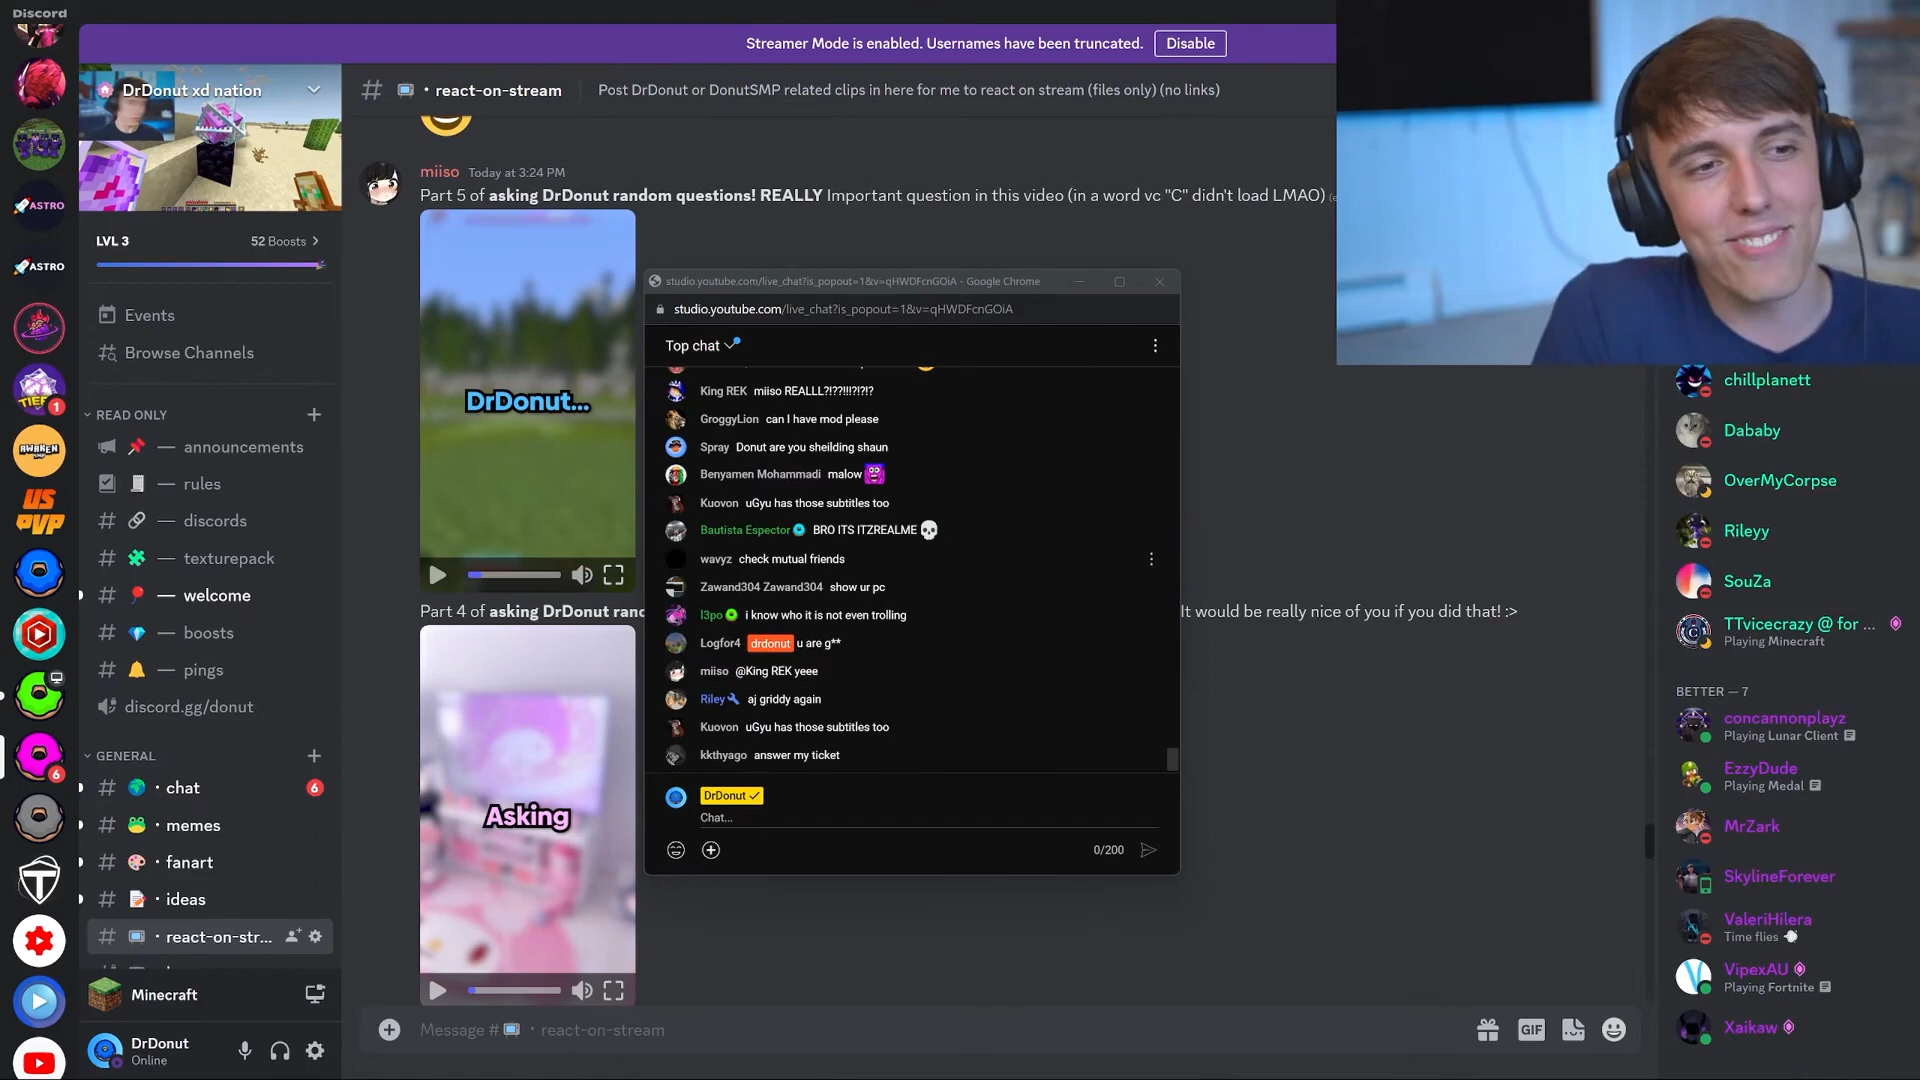 Discord
Streamer Mode is enabled. Usernames have been truncated.
Disable
DrDonut xd nation
LVL 3
52 Boosts
Events
Browse Channels
READ ONLY
— announcements
— rules
— discords
— texturepack
— welcome
— boosts
— pings
discord.gg/donut
GENERAL
chat
6
memes
fanart
ideas
react-on-str...
Minecraft
DrDonut
Online
ASTRO
ASTRO
TIER
1
AWAKEN
US
PVP
6
# · react-on-stream
Post DrDonut or DonutSMP related clips in here for me to react on stream (files only) (no links)
miiso Today at 3:24 PM
Part 5 of asking DrDonut random questions! REALLY Important question in this video (in a word vc "C" didn't load LMAO)
DrDonut...
Part 4 of asking DrDonut ran
It would be really nice of you if you did that! :>
Asking
Message # · react-on-stream
GIF
studio.youtube.com/live_chat?is_popout=1&v=qHWDFcnGOiA - Google Chrome
studio.youtube.com/live_chat?is_popout=1&v=qHWDFcnGOiA
Top chat
King REK miiso REALLL?!??!!!?!?!?
GroggyLion can I have mod please
Spray Donut are you sheilding shaun
Benyamen Mohammadi malow
Kuovon uGyu has those subtitles too
Bautista Espector BRO ITS ITZREALME
wavyz check mutual friends
Zawand304 Zawand304 show ur pc
l3po i know who it is not even trolling
Logfor4 drdonut u are g**
miiso @King REK yeee
Riley aj griddy again
Kuovon uGyu has those subtitles too
kkthyago answer my ticket
DrDonut
Chat...
0/200
chillplanett
Dababy
OverMyCorpse
Rileyy
SouZa
TTvicecrazy @ for ...
Playing Minecraft
BETTER — 7
concannonplayz
Playing Lunar Client
EzzyDude
Playing Medal
MrZark
SkylineForever
ValeriHilera
Time flies
VipexAU
Playing Fortnite
Xaikaw